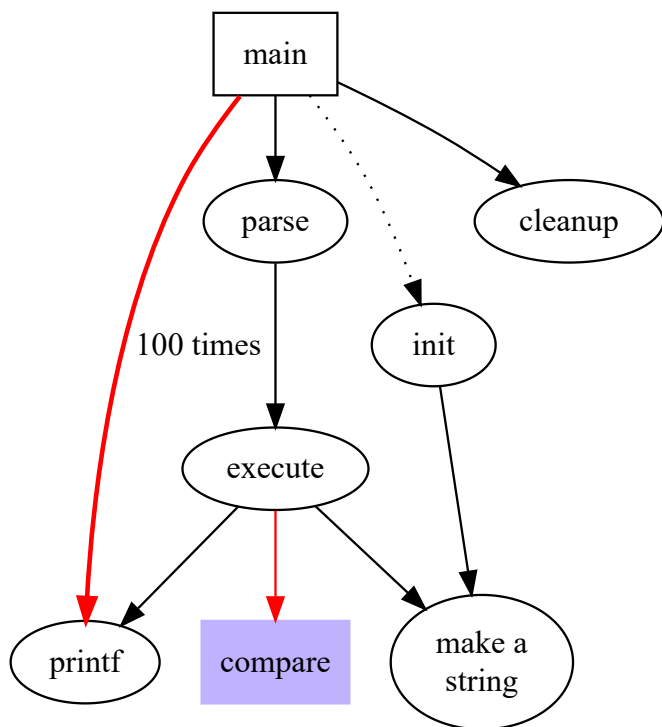 main
parse
cleanup
100 times
init
execute
printf
compare
make a
string